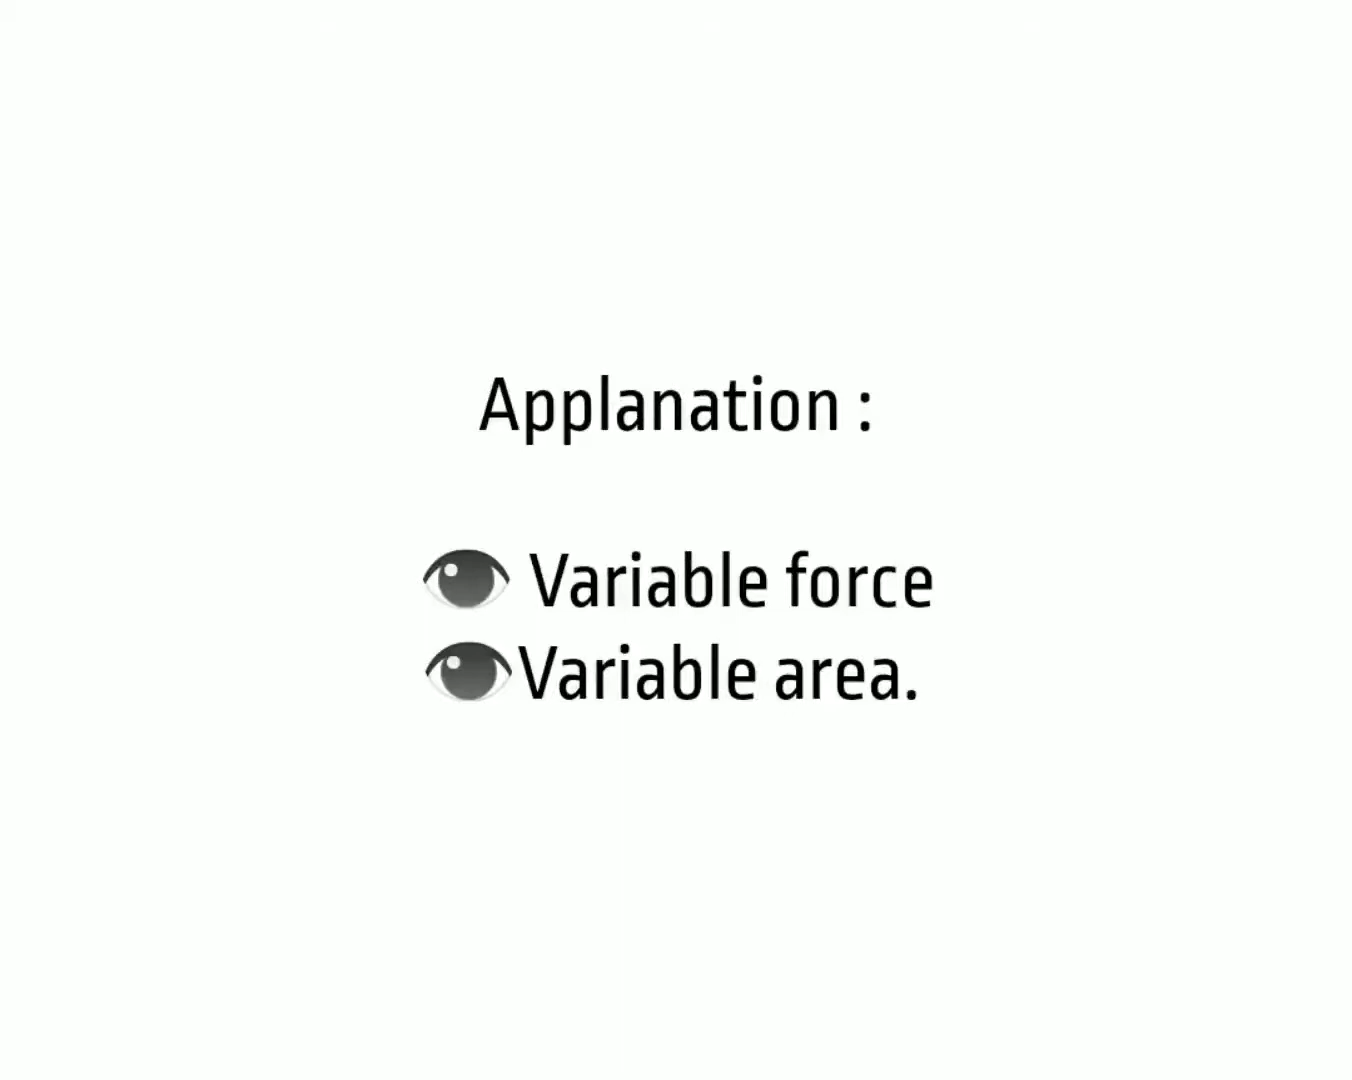 Applanation :
👁 Variable force
👁Variable area.